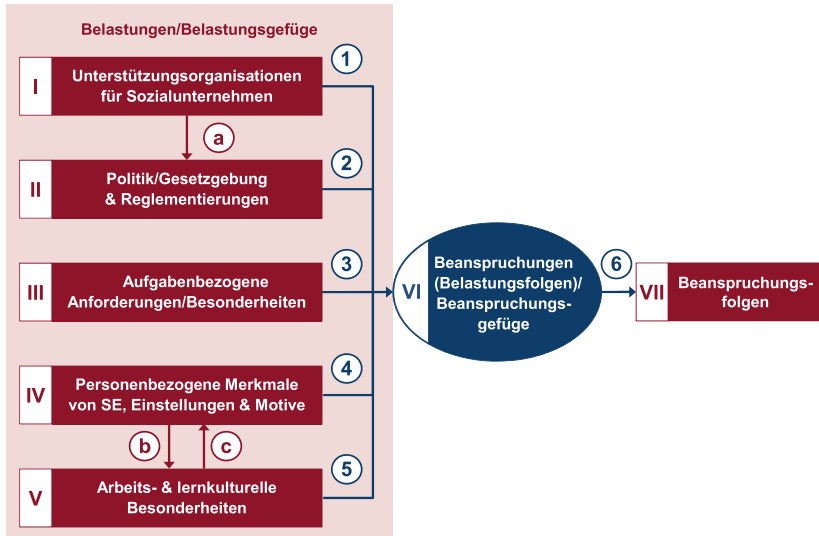 Belastungen/Belastungsgefüge
1
I
Unterstützungsorganisationen
für Sozialunternehmen
a
2
II
Politik/Gesetzgebung
& Reglementierungen
3
III
Aufgabenbezogene
Anforderungen/Besonderheiten
4
IV
Personenbezogene Merkmale
von SE, Einstellungen & Motive
b
c
5
V
Arbeits- & lernkulturelle
Besonderheiten
VI
Beanspruchungen
(Belastungsfolgen)/
Beanspruchungs-
gefüge
6
VII
Beanspruchungs-
folgen